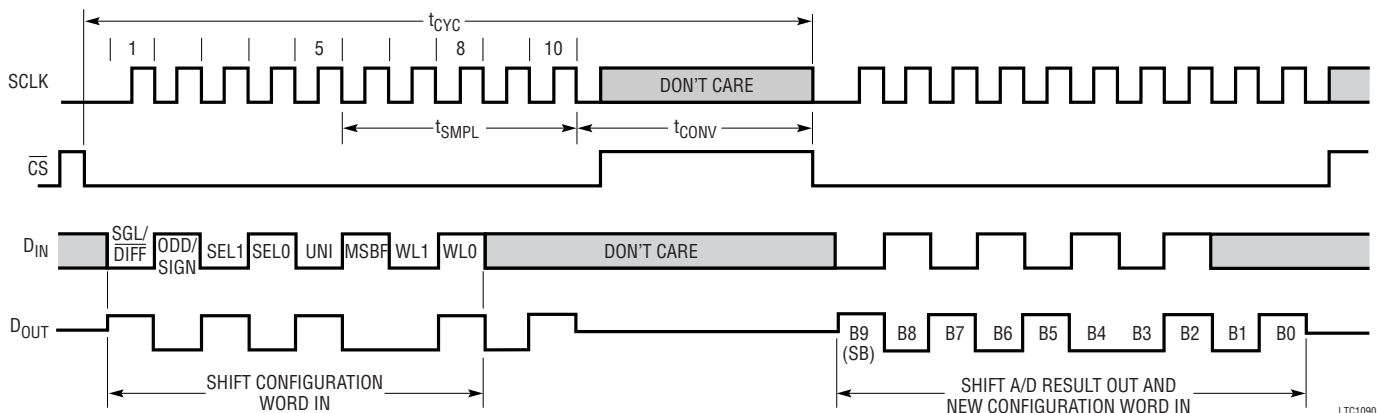 tCYC
1 5 8 10
SCLK
DON'T CARE
tSMPL
tCONV
CS
DIN
SGL/
DIFF
ODD/
SIGN
SEL1
SEL0
UNI
MSBF
WL1
WL0
DON'T CARE
DOUT
B9
(SB)
B8
B7
B6
B5
B4
B3
B2
B1
B0
SHIFT CONFIGURATION
WORD IN
SHIFT A/D RESULT OUT AND
NEW CONFIGURATION WORD IN
LTC1090